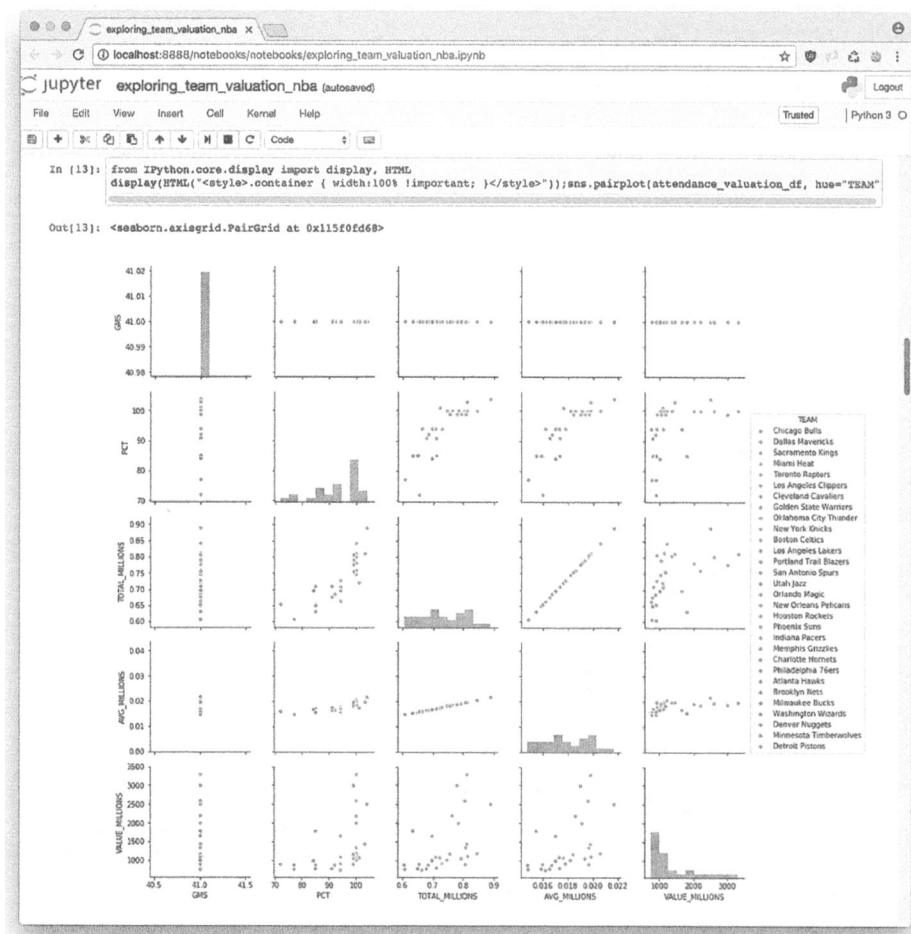 exploring_team_valuation_nba
localhost:8888/notebooks/notebooks/exploring_team_valuation_nba.ipynb
jupyter exploring_team_valuation_nba (autosaved)
Logout
File Edit View Insert Cell Kernel Help
Trusted
Python 3
Code
In [13]: from IPython.core.display import display, HTML
display(HTML("<style>.container { width:100% !important; }</style>"));sns.pairplot(attendance_valuation_df, hue="TEAM"
Out[13]: <seaborn.axisgrid.PairGrid at 0x115f0fd68>
41.02
41.01
41.00
40.99
40.98
GMS
100
90
80
70
PCT
0.90
0.85
0.80
0.75
0.70
0.65
0.60
TOTAL_MILLIONS
0.04
0.03
0.02
0.01
0.00
AVG_MILLIONS
3500
3000
2500
2000
1500
1000
VALUE_MILLIONS
40.5 41.0 41.5
GMS
70 80 90 100
PCT
0.6 0.7 0.8 0.9
TOTAL_MILLIONS
0.016 0.018 0.020 0.022
AVG_MILLIONS
1000 2000 3000
VALUE_MILLIONS
TEAM
Chicago Bulls
Dallas Mavericks
Sacramento Kings
Miami Heat
Toronto Raptors
Los Angeles Clippers
Cleveland Cavaliers
Golden State Warriors
Oklahoma City Thunder
New York Knicks
Boston Celtics
Los Angeles Lakers
Portland Trail Blazers
San Antonio Spurs
Utah Jazz
Orlando Magic
New Orleans Pelicans
Houston Rockets
Phoenix Suns
Indiana Pacers
Memphis Grizzlies
Charlotte Hornets
Philadelphia 76ers
Atlanta Hawks
Brooklyn Nets
Milwaukee Bucks
Washington Wizards
Denver Nuggets
Minnesota Timberwolves
Detroit Pistons